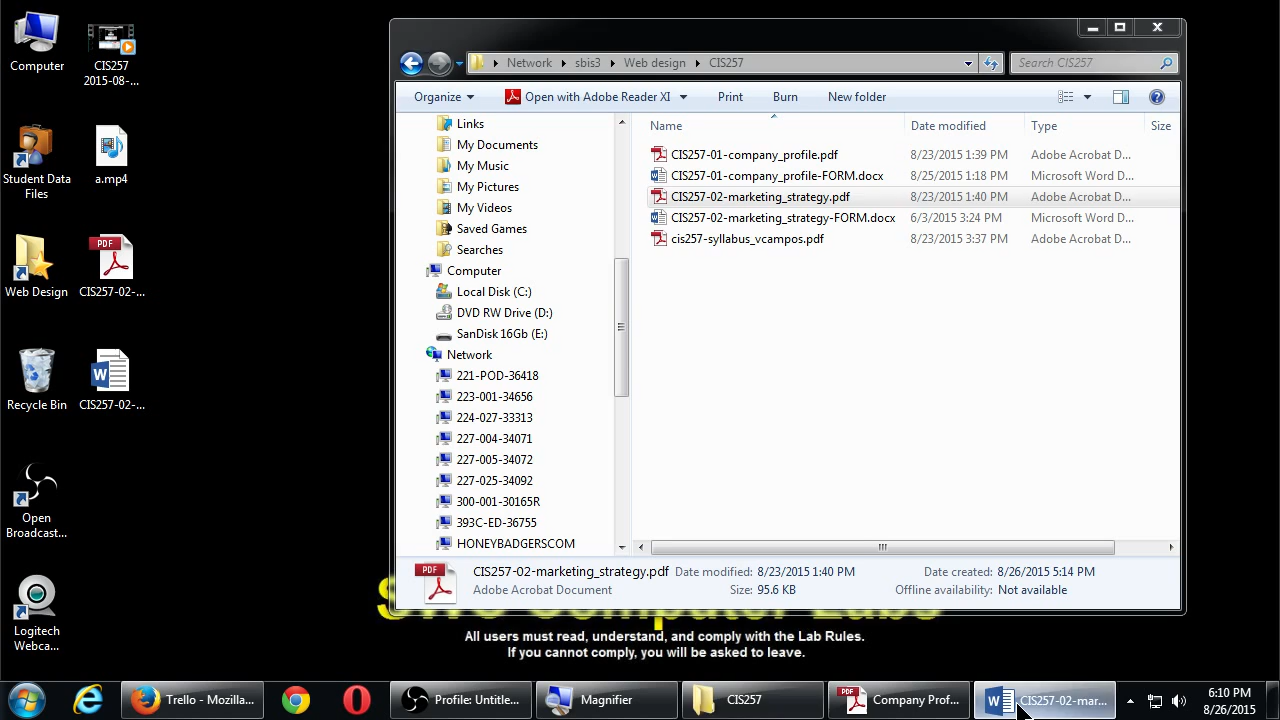 Computer
CIS257
2015-08-...
Student Data
Files
a.mp4
Web Design
CIS257-02-...
Recycle Bin
CIS257-02-...
Open
Broadcast...
Logitech
Webca...
Network
sbis3
Web design
CIS257
Search CIS257
Organize
Open with Adobe Reader XI
Print
Burn
New folder
Links
My Documents
My Music
My Pictures
My Videos
Saved Games
Searches
Computer
Local Disk (C:)
DVD RW Drive (D:)
SanDisk 16Gb (E:)
Network
221-POD-36418
223-001-34656
224-027-33313
227-004-34071
227-005-34072
227-025-34092
300-001-30165R
393C-ED-36755
HONEYBADGERSCOM
Name Date modified Type Size
CIS257-01-company_profile.pdf 8/23/2015 1:39 PM Adobe Acrobat D...
CIS257-01-company_profile-FORM.docx 8/25/2015 1:18 PM Microsoft Word D...
CIS257-02-marketing_strategy.pdf 8/23/2015 1:40 PM Adobe Acrobat D...
CIS257-02-marketing_strategy-FORM.docx 6/3/2015 3:24 PM Microsoft Word D...
cis257-syllabus_vcampos.pdf 8/23/2015 3:37 PM Adobe Acrobat D...
PDF
CIS257-02-marketing_strategy.pdf Date modified: 8/23/2015 1:40 PM Date created: 8/26/2015 5:14 PM
Adobe Acrobat Document Size: 95.6 KB Offline availability: Not available
All users must read, understand, and comply with the Lab Rules.
If you cannot comply, you will be asked to leave.
Trello - Mozilla...
Profile: Untitle...
Magnifier
CIS257
Company Prof...
CIS257-02-mar...
6:10 PM
8/26/2015